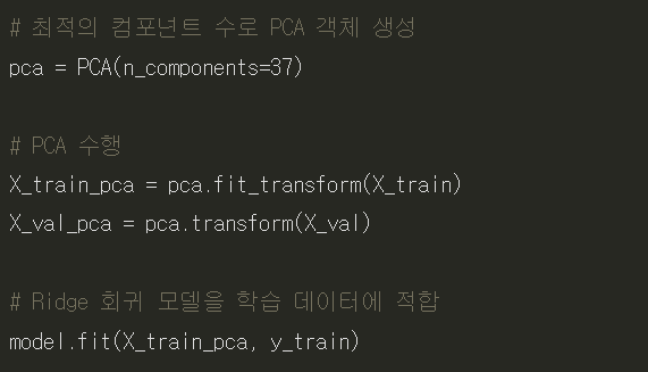 # 최적의 컴포넌트 수로 PCA 객체 생성
pca = PCA(n_components=37)
# PCA 수행
X_train_pca = pca.fit_transform(X_train)
X_val_pca = pca.transform(X_val)
# Ridge 회귀 모델을 학습 데이터에 적합
model.fit(X_train_pca, y_train)